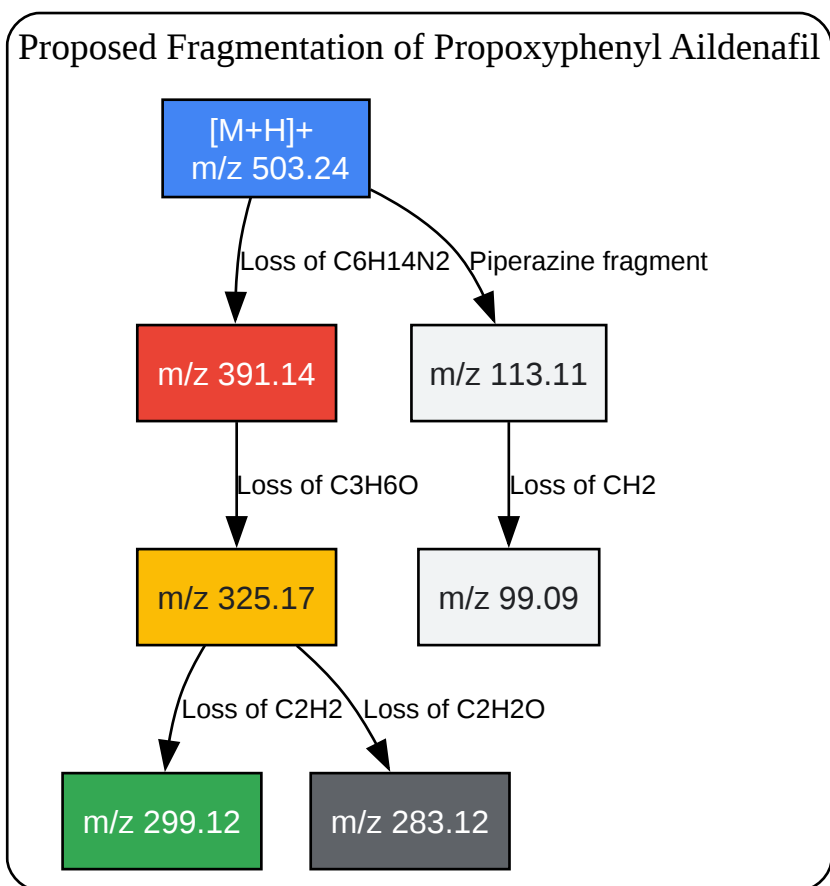 Proposed Fragmentation of Propoxyphenyl Aildenafil
[M+H]+
m/z 503.24
Loss of C6H14N2
Piperazine fragment
m/z 391.14
m/z 113.11
Loss of C3H6O
Loss of CH2
m/z 325.17
m/z 99.09
Loss of C2H2
Loss of C2H2O
m/z 299.12
m/z 283.12